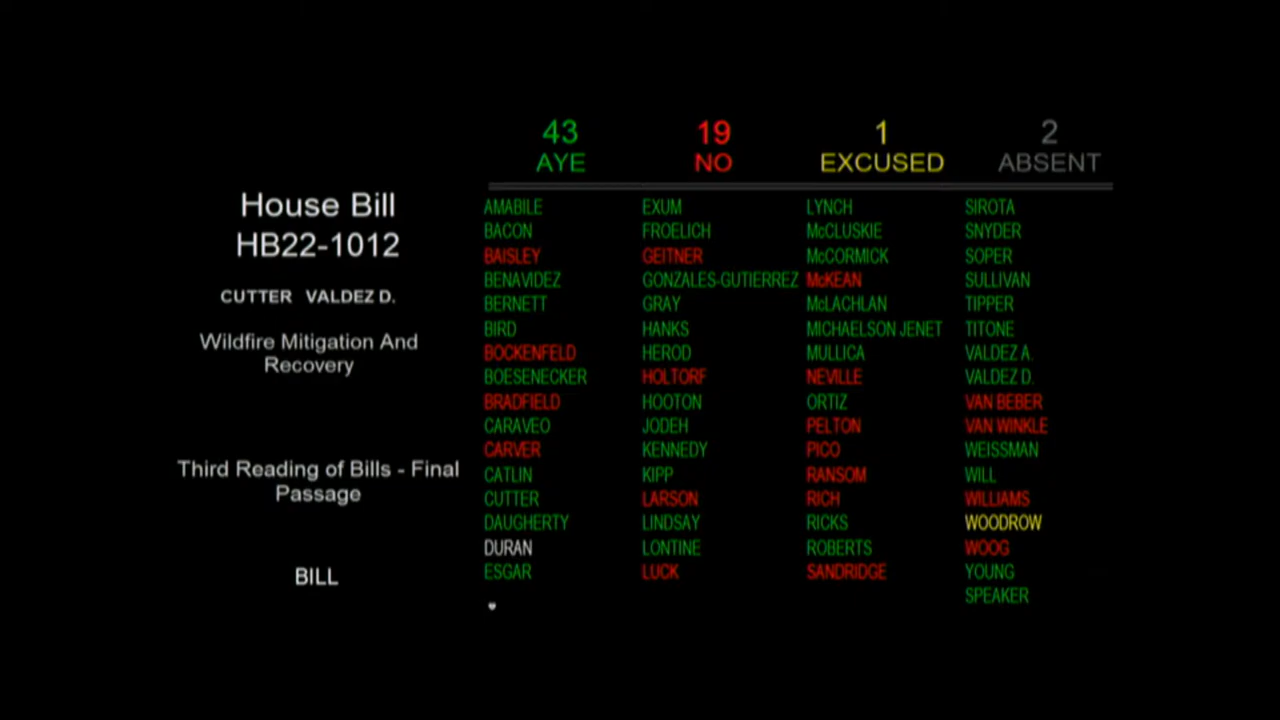 43 19 1 2
AYE NO EXCUSED ABSENT
House Bill
HB22-1012
CUTTER VALDEZ D.
Wildfire Mitigation And
Recovery
Third Reading of Bills - Final
Passage
BILL
AMABILE EXUM LYNCH SIROTA
BACON FROELICH McCLUSKIE SNYDER
BAISLEY GEITNER McCORMICK SOPER
BENAVIDEZ GONZALES-GUTIERREZ McKEAN SULLIVAN
BERNETT GRAY McLACHLAN TIPPER
BIRD HANKS MICHAELSON JENET TITONE
BOCKENFELD HEROD MULLICA VALDEZ A.
BOESENECKER HOLTORF NEVILLE VALDEZ D.
BRADFIELD HOOTON ORTIZ VAN BEBER
CARAVEO JODEH PELTON VAN WINKLE
CARVER KENNEDY PICO WEISSMAN
CATLIN KIPP RANSOM WILL
CUTTER LARSON RICH WILLIAMS
DAUGHERTY LINDSAY RICKS WOODROW
DURAN LONTINE ROBERTS WOOG
ESGAR LUCK SANDRIDGE YOUNG
SPEAKER